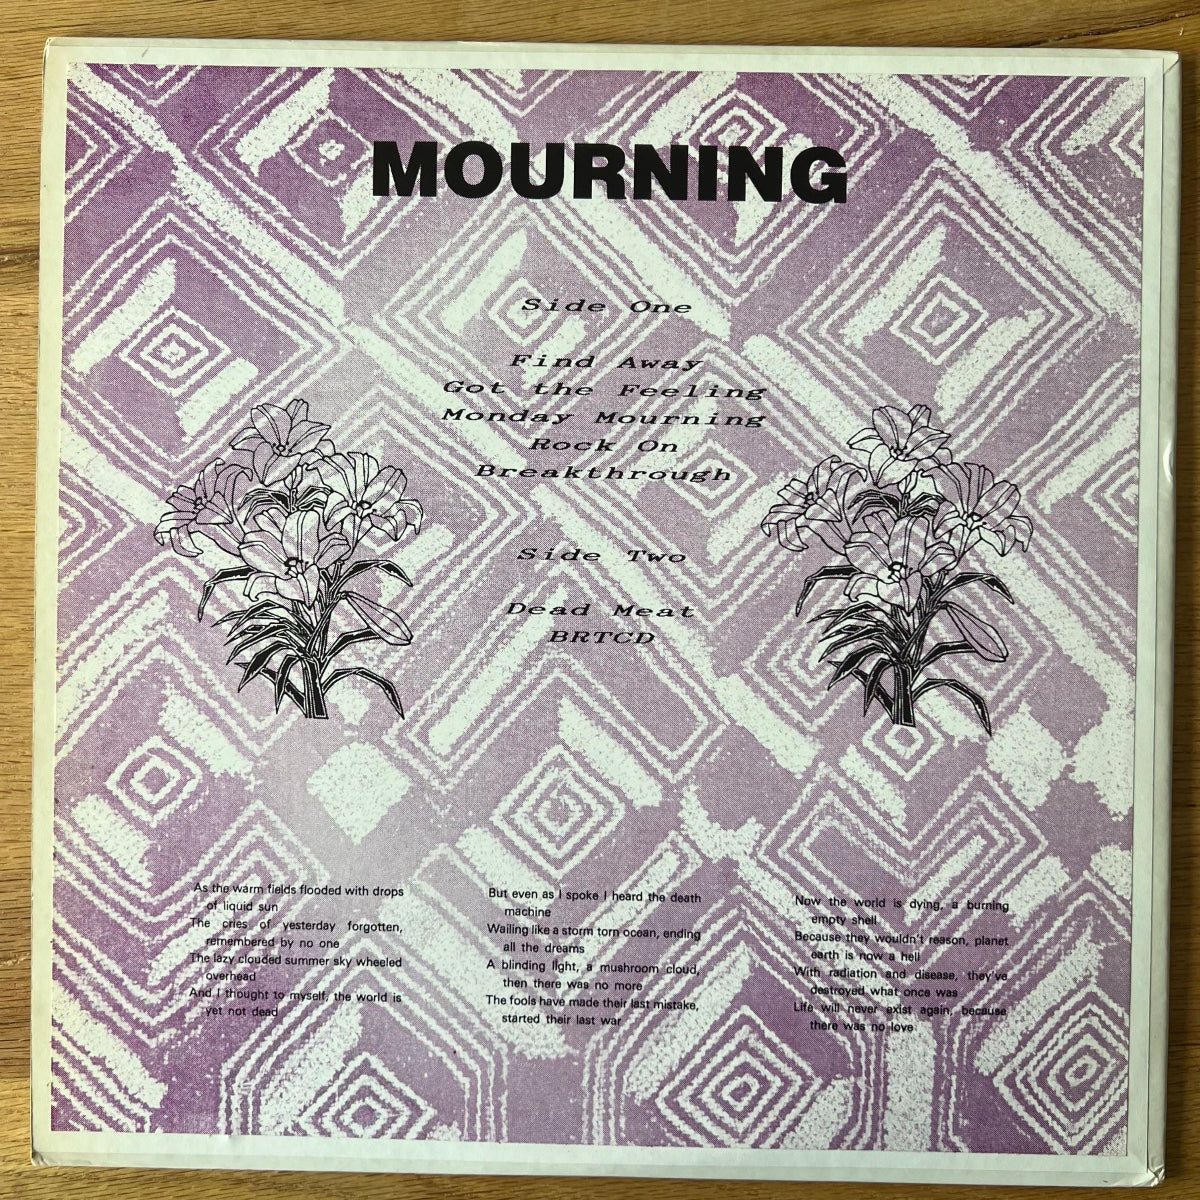 MOURNING
Side One
Find Away
Got the Feeling
Monday Mourning
Rock On
Breakthrough
Side Two
Dead Meat
BRTCD
As the warm fields flooded with drops
of liquid sun
The cries of yesterday forgotten,
remembered by no one
The lazy clouded summer sky wheeled
overhead
And I thought to myself, the world is
yet not dead
But even as I spoke I heard the death
machine
Wailing like a storm torn ocean, ending
all the dreams
A blinding light, a mushroom cloud,
then there was no more
The fools have made their last mistake,
started their last war
Now the world is dying, a burning
empty shell
Because they wouldn't reason, planet
earth is now a hell
With radiation and disease, they've
destroyed what once was
Life will never exist again, because
there was no love